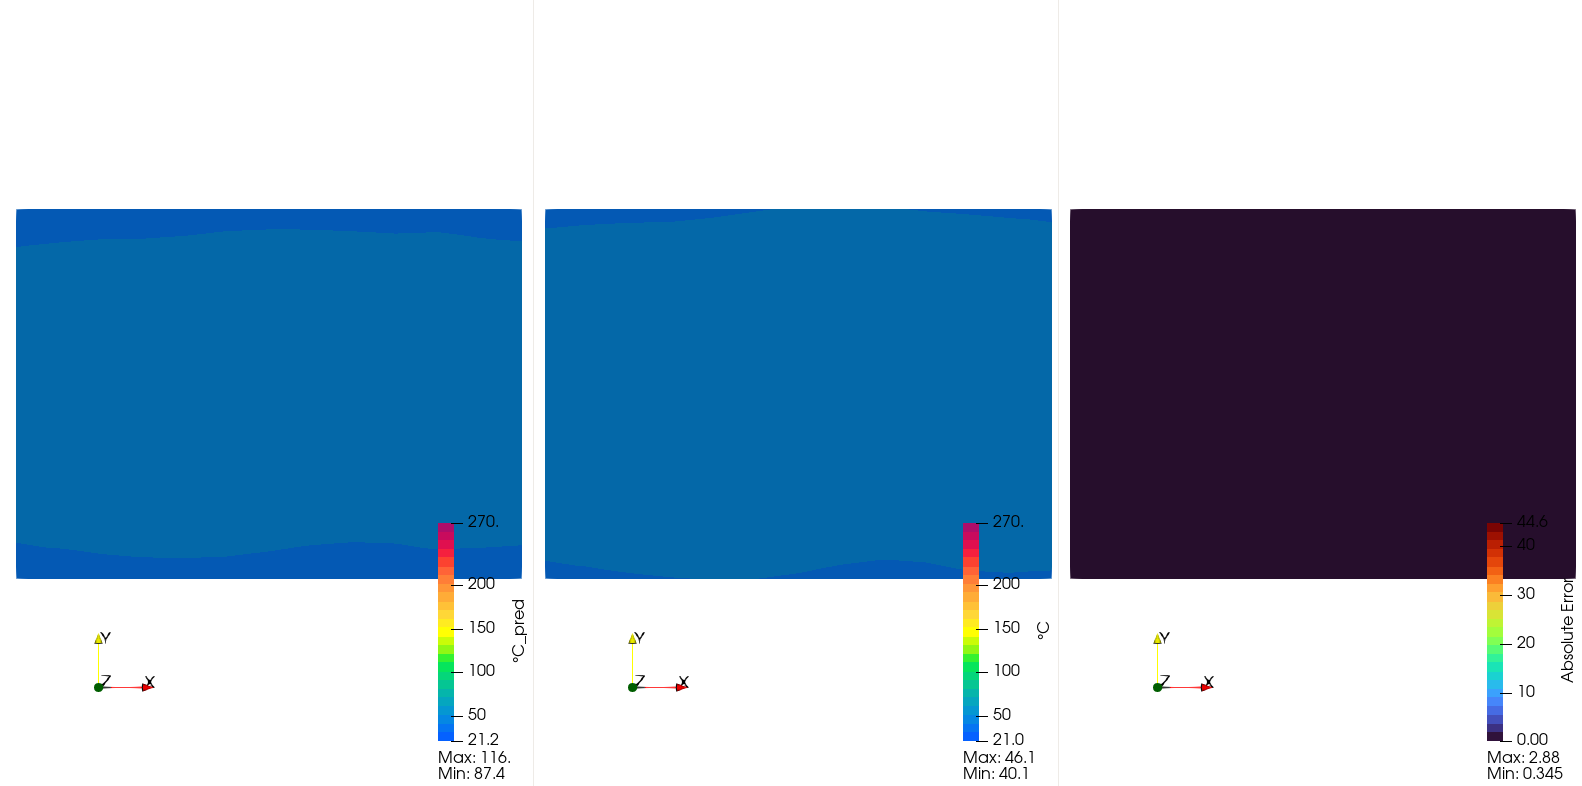 270.
200
150
100
50
21.2
°C_pred
Max: 116.
Min: 87.4
Y
Z
X
270.
200
150
100
50
21.0
°C
Max: 46.1
Min: 40.1
Y
Z
X
44.6
40
30
20
10
0.00
Absolute Error
Max: 2.88
Min: 0.345
Y
Z
X